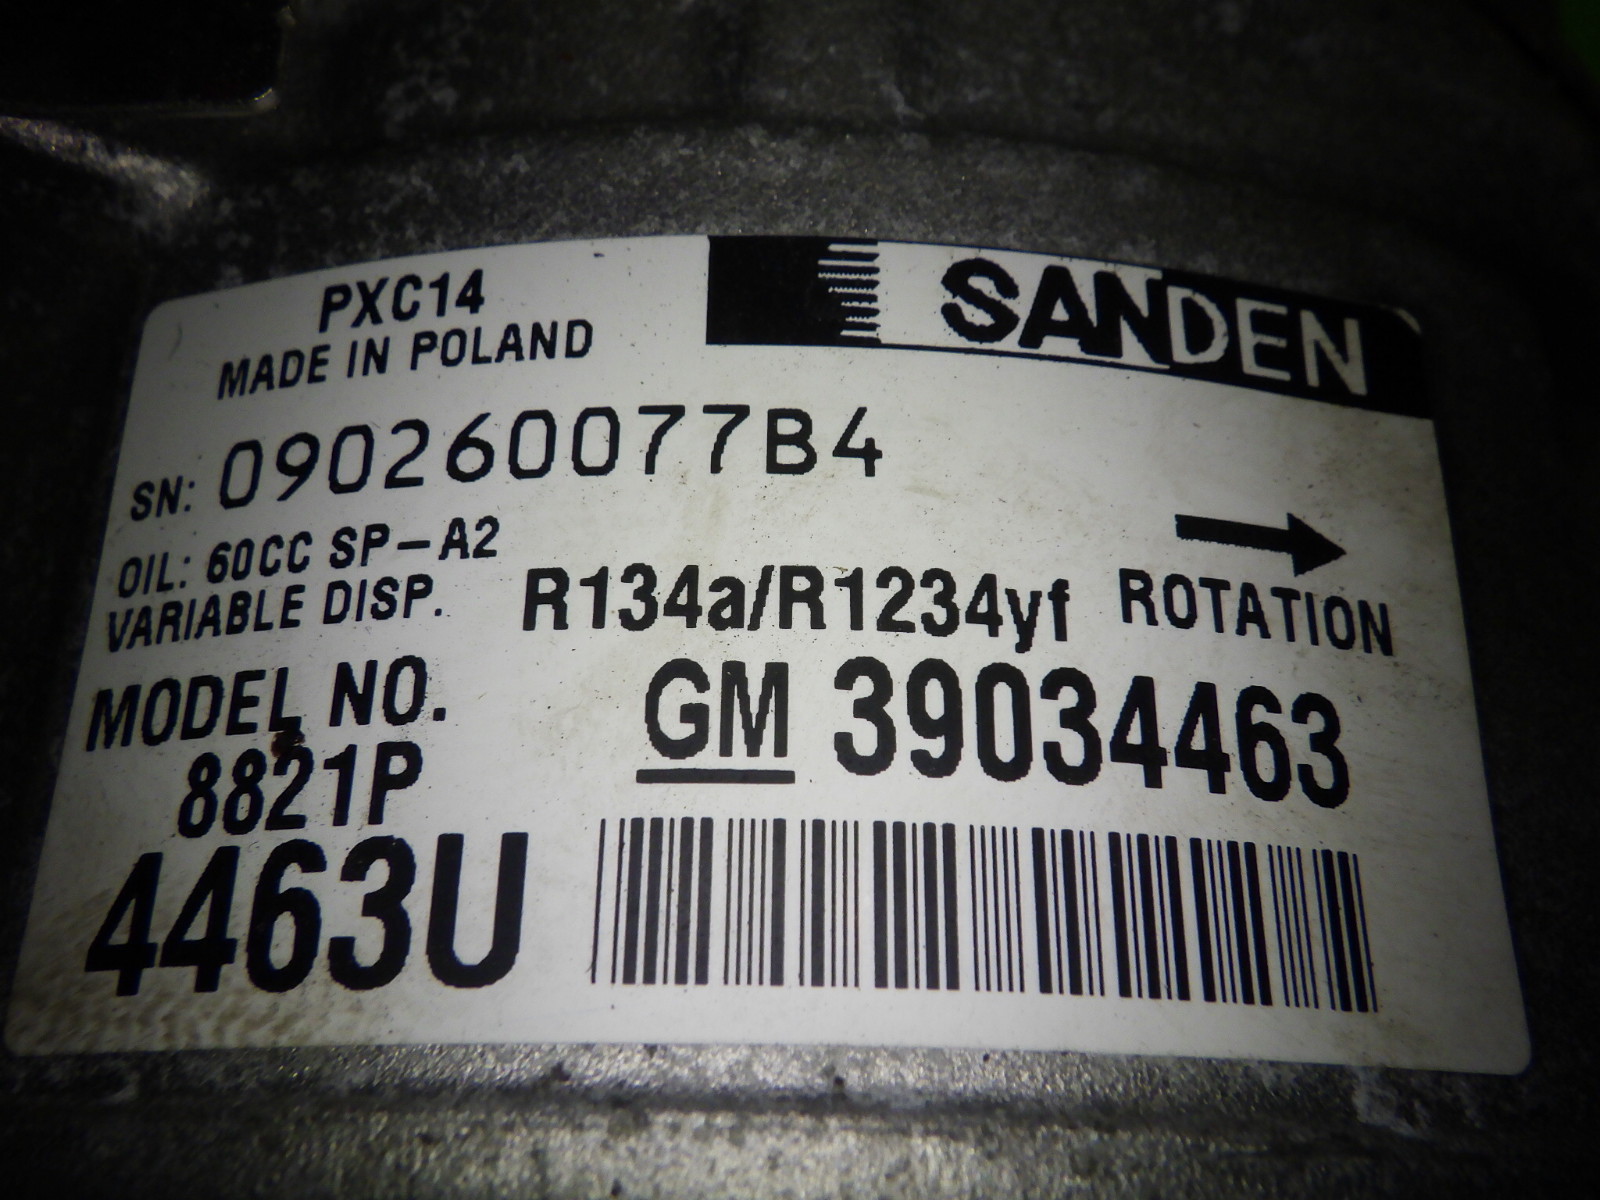 PXC14
MADE IN POLAND
SANDEN
SN: 090260077B4
OIL: 60CC SP-A2
VARIABLE DISP.
R134a/R1234yf
ROTATION
MODEL NO.
8821P
GM 39034463
4463U